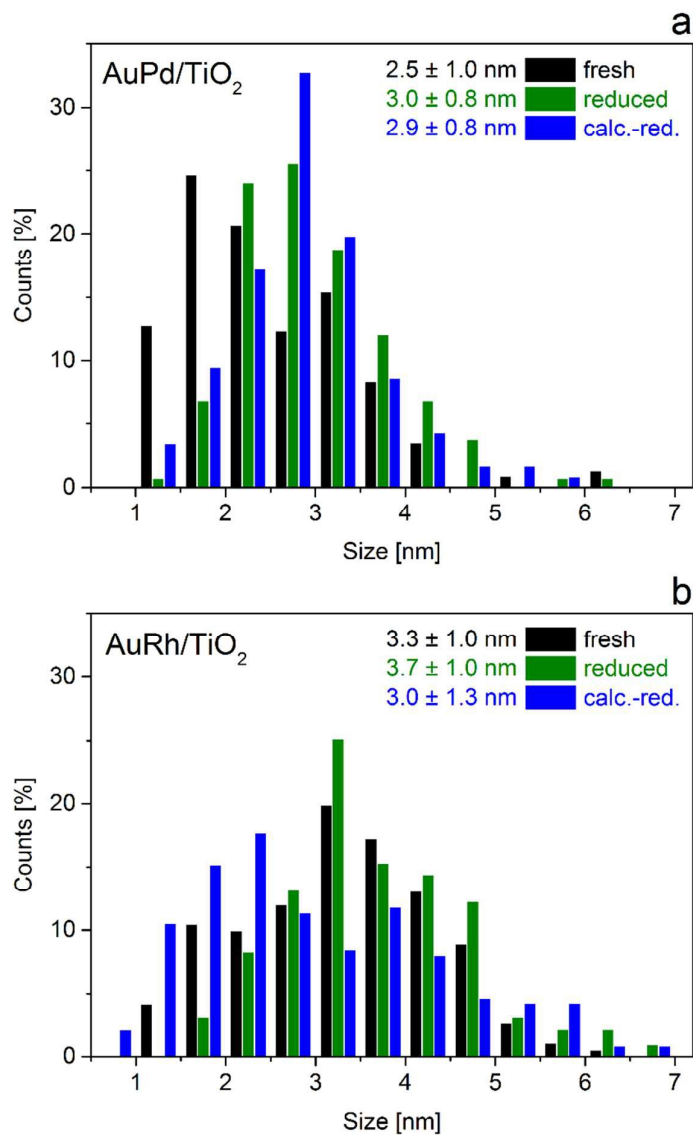 a
AuPd/TiO₂
2.5 ± 1.0 nm fresh
3.0 ± 0.8 nm reduced
2.9 ± 0.8 nm calc.-red.
30
20
10
0
Counts [%]
1 2 3 4 5 6 7
Size [nm]
b
AuRh/TiO₂
3.3 ± 1.0 nm fresh
3.7 ± 1.0 nm reduced
3.0 ± 1.3 nm calc.-red.
30
20
10
0
Counts [%]
1 2 3 4 5 6 7
Size [nm]